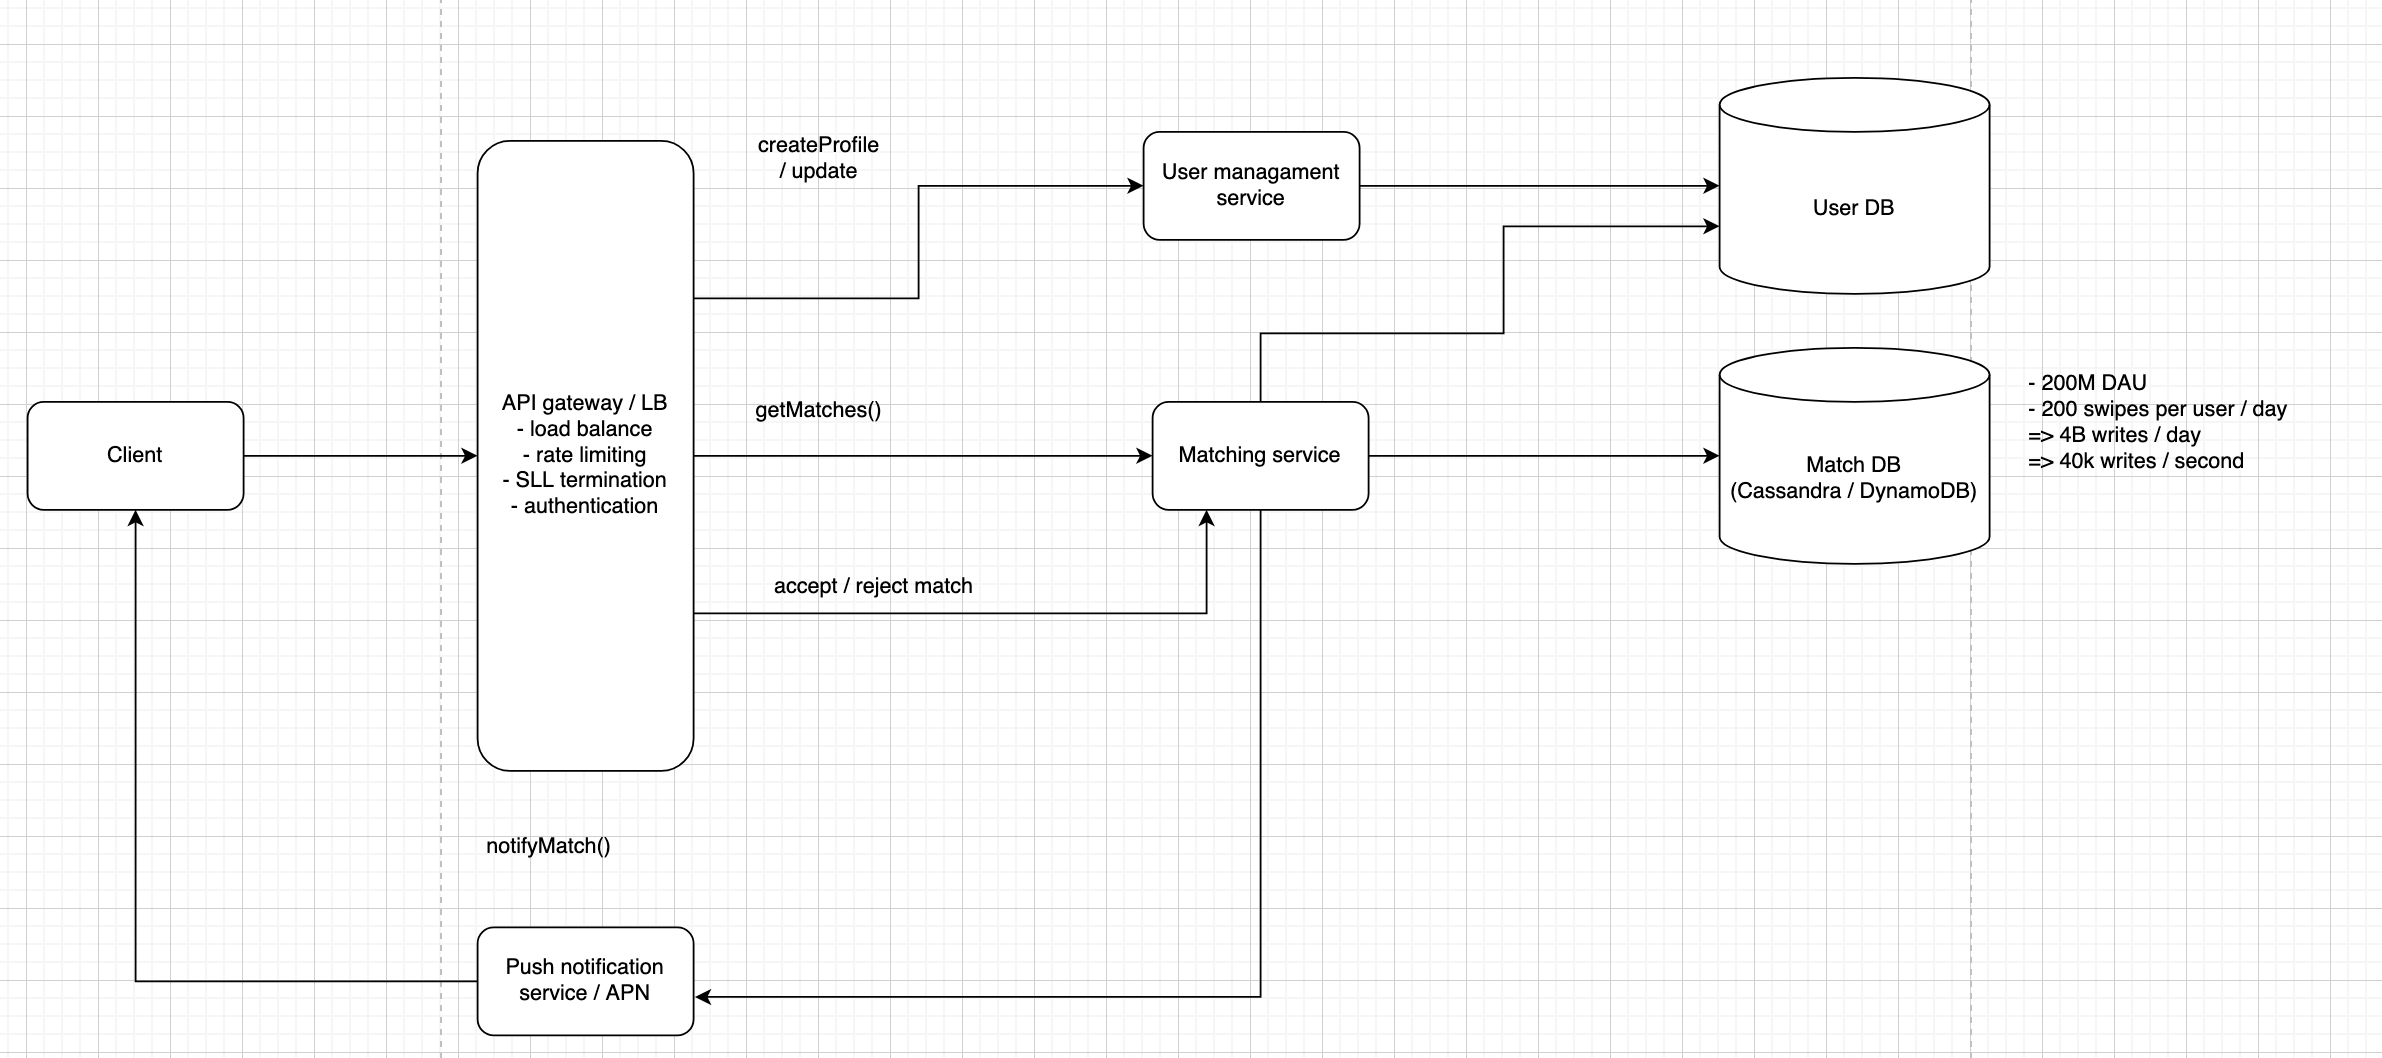 createProfile
/ update
User managament
service
User DB
API gateway / LB
- load balance
- rate limiting
- SLL termination
- authentication
getMatches()
Client
Matching service
Match DB
(Cassandra / DynamoDB)
- 200M DAU
- 200 swipes per user / day
=> 4B writes / day
=> 40k writes / second
accept / reject match
notifyMatch()
Push notification
service / APN